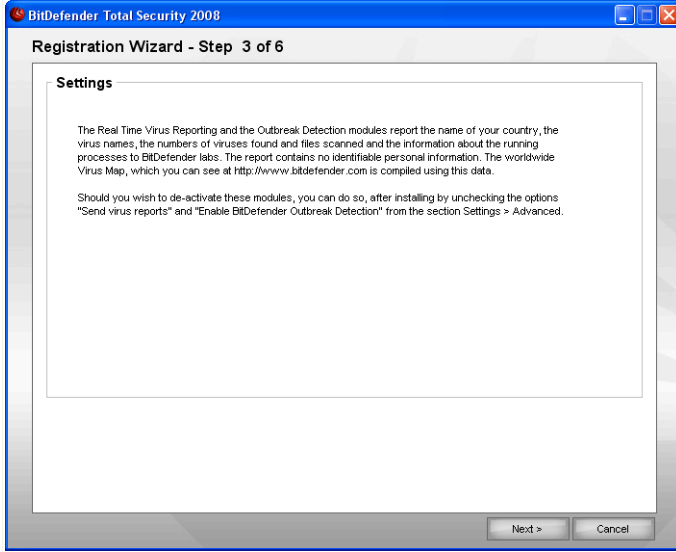 BitDefender Total Security 2008
Registration Wizard - Step 3 of 6
Settings
The Real Time Virus Reporting and the Outbreak Detection modules report the name of your country, the
virus names, the numbers of viruses found and files scanned and the information about the running
processes to BitDefender labs. The report contains no identifiable personal information. The worldwide
Virus Map, which you can see at http://www.bitdefender.com is compiled using this data.
Should you wish to de-activate these modules, you can do so, after installing by unchecking the options
"Send virus reports" and "Enable BitDefender Outbreak Detection" from the section Settings > Advanced.
Next >
Cancel